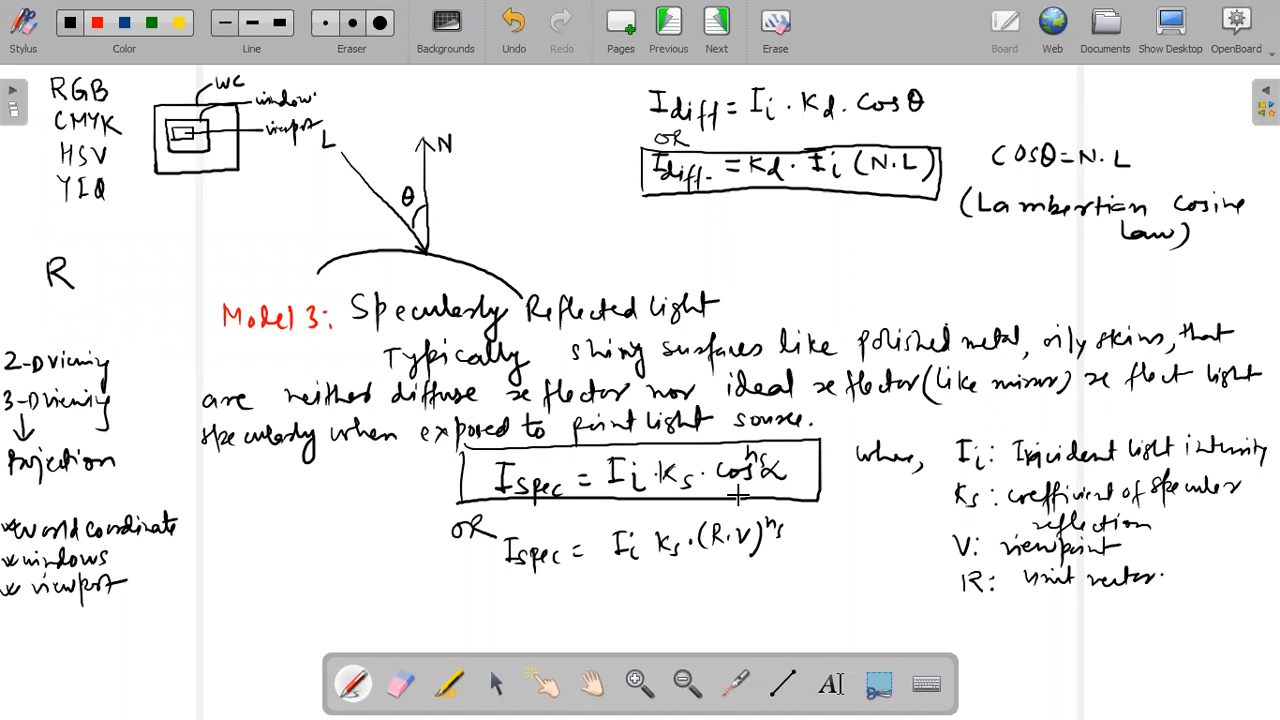 Stylus
Color
Line
Eraser
Backgrounds
Undo
Redo
Pages
Previous
Next
Erase
Board
Web
Documents
Show Desktop
OpenBoard
RGB
CMYK
HSV
YIQ
WC
window
viewport
L
N
θ
I diff = Ii . Kd . Cosθ
OR
I diff. = Kd . Ii (N.L)
COSθ = N.L
(Lambertian cosine
law)
R
Model 3: Specularly Reflected light
Typically shiny surfaces like polished metal, oily skins, that
are neither diffuse reflector nor ideal reflector (like mirror) reflect light
specularly when exposed to point light source.
Ispec = Ii . Ks . cos^ns α
OR
Ispec = Ii Ks . (R.V)^ns
where, Ii : Incident light intensity
Ks : coefficient of specular
reflection
V : viewpoint
R : Unit vector.
2-D viewing
3-D viewing
↓
Projection
*World coordinate
* windows
* viewport
AI